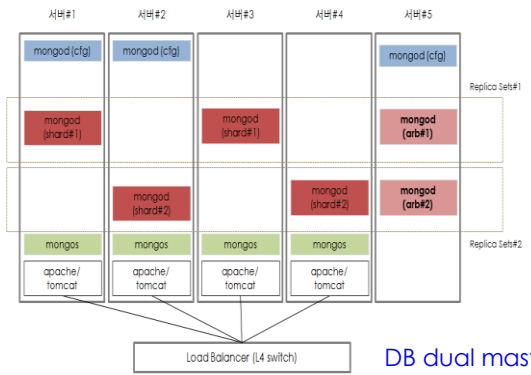 서버#1 서버#2 서버#3 서버#4 서버#5
mongod (cfg) mongod (cfg) mongod (cfg)
Replica Sets#1
mongod (shard#1) mongod (shard#1) mongod (arb#1)
mongod (shard#2) mongod (shard#2) mongod (arb#2)
mongos mongos mongos mongos
Replica Sets#2
apache/ tomcat apache/ tomcat apache/ tomcat apache/ tomcat
Load Balancer (L4 switch)
DB dual mas